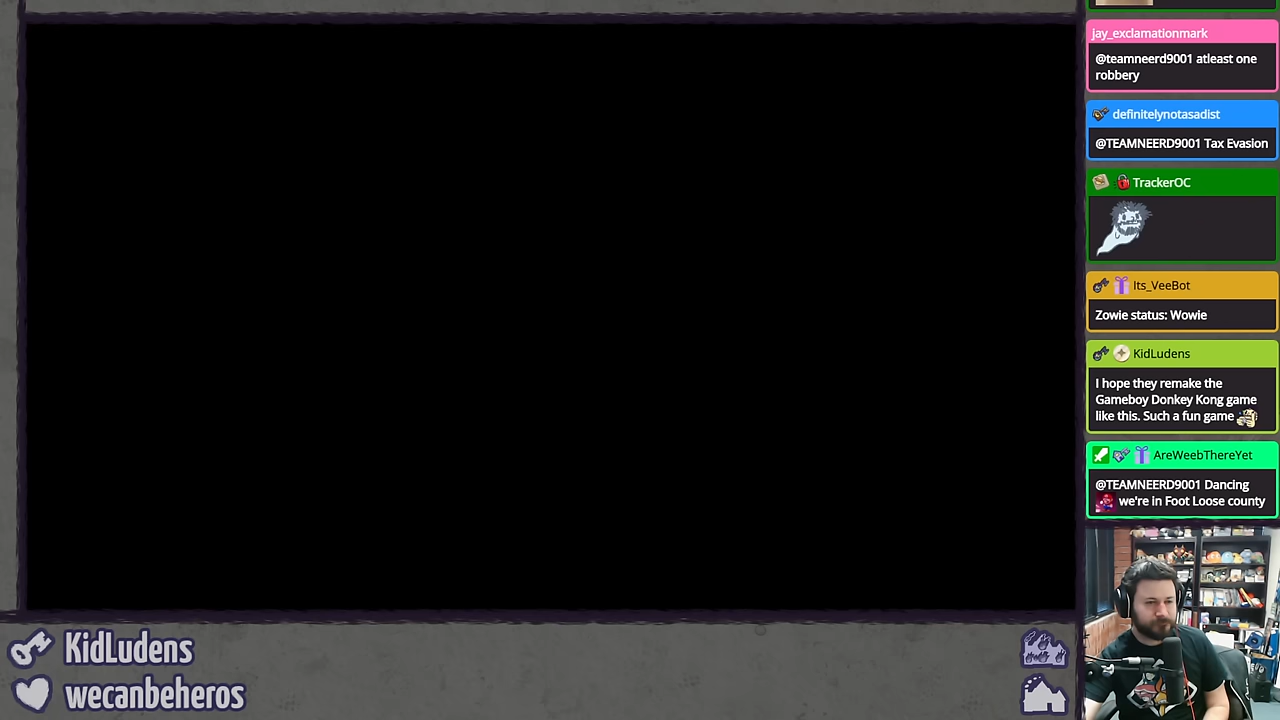 jay_exclamationmark
@teamneerd9001 atleast one
robbery
definitelynotasadist
@TEAMNEERD9001 Tax Evasion
TrackerOC
Its_VeeBot
Zowie status: Wowie
KidLudens
I hope they remake the
Gameboy Donkey Kong game
like this. Such a fun game
AreWeebThereYet
@TEAMNEERD9001 Dancing
we're in Foot Loose county
KidLudens
wecanbeheros